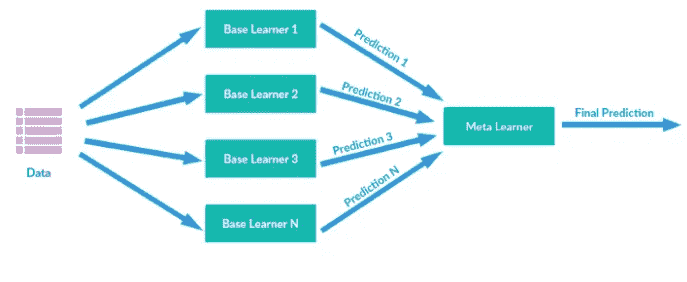 Base Learner 1
Prediction 1
Base Learner 2
Prediction 2
Data
Meta Learner
Final Prediction
Base Learner 3
Prediction 3
Base Learner N
Prediction N